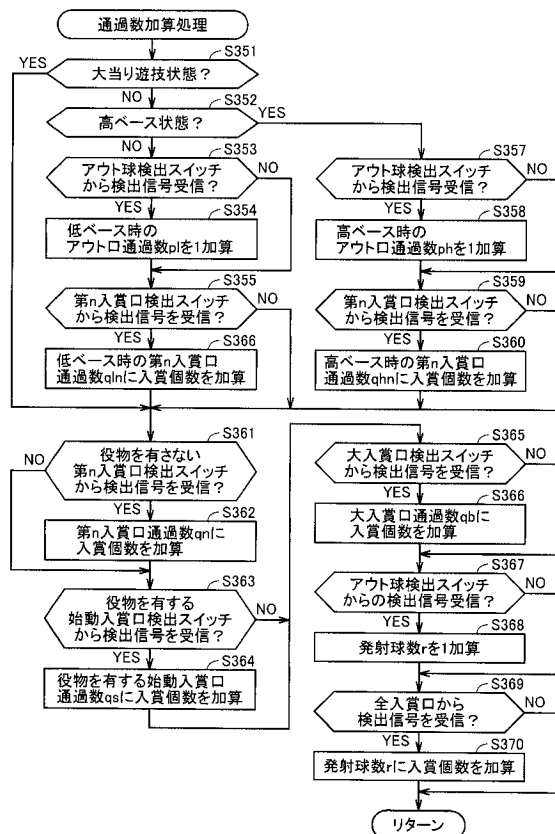 通過数加算処理
S351
YES
大当り遊技状態?
NO
S352
YES
高ベース状態?
NO
S353
アウト球検出スイッチ
から検出信号受信?
NO
YES
S354
低ベース時の
アウト口通過数plを1加算
S355
第n入賞口検出スイッチ
から検出信号を受信?
NO
YES
S366
低ベース時の第n入賞口
通過数qlnに入賞個数を加算
S357
アウト球検出スイッチ
から検出信号受信?
NO
YES
S358
高ベース時の
アウト口通過数phを1加算
S359
第n入賞口検出スイッチ
から検出信号を受信?
NO
YES
S360
高ベース時の第n入賞口
通過数qhnに入賞個数を加算
S361
NO
役物を有さない
第n入賞口検出スイッチ
から検出信号を受信?
YES
S362
第n入賞口通過数qnに
入賞個数を加算
S363
役物を有する
始動入賞口検出スイッチ
から検出信号を受信?
NO
YES
S364
役物を有する始動入賞口
通過数qsに入賞個数を加算
S365
大入賞口検出スイッチ
から検出信号を受信?
NO
YES
S366
大入賞口通過数qbに
入賞個数を加算
S367
アウト球検出スイッチ
からの検出信号受信?
NO
YES
S368
発射球数rを1加算
S369
全入賞口から
検出信号を受信?
NO
YES
S370
発射球数rに入賞個数を加算
リターン